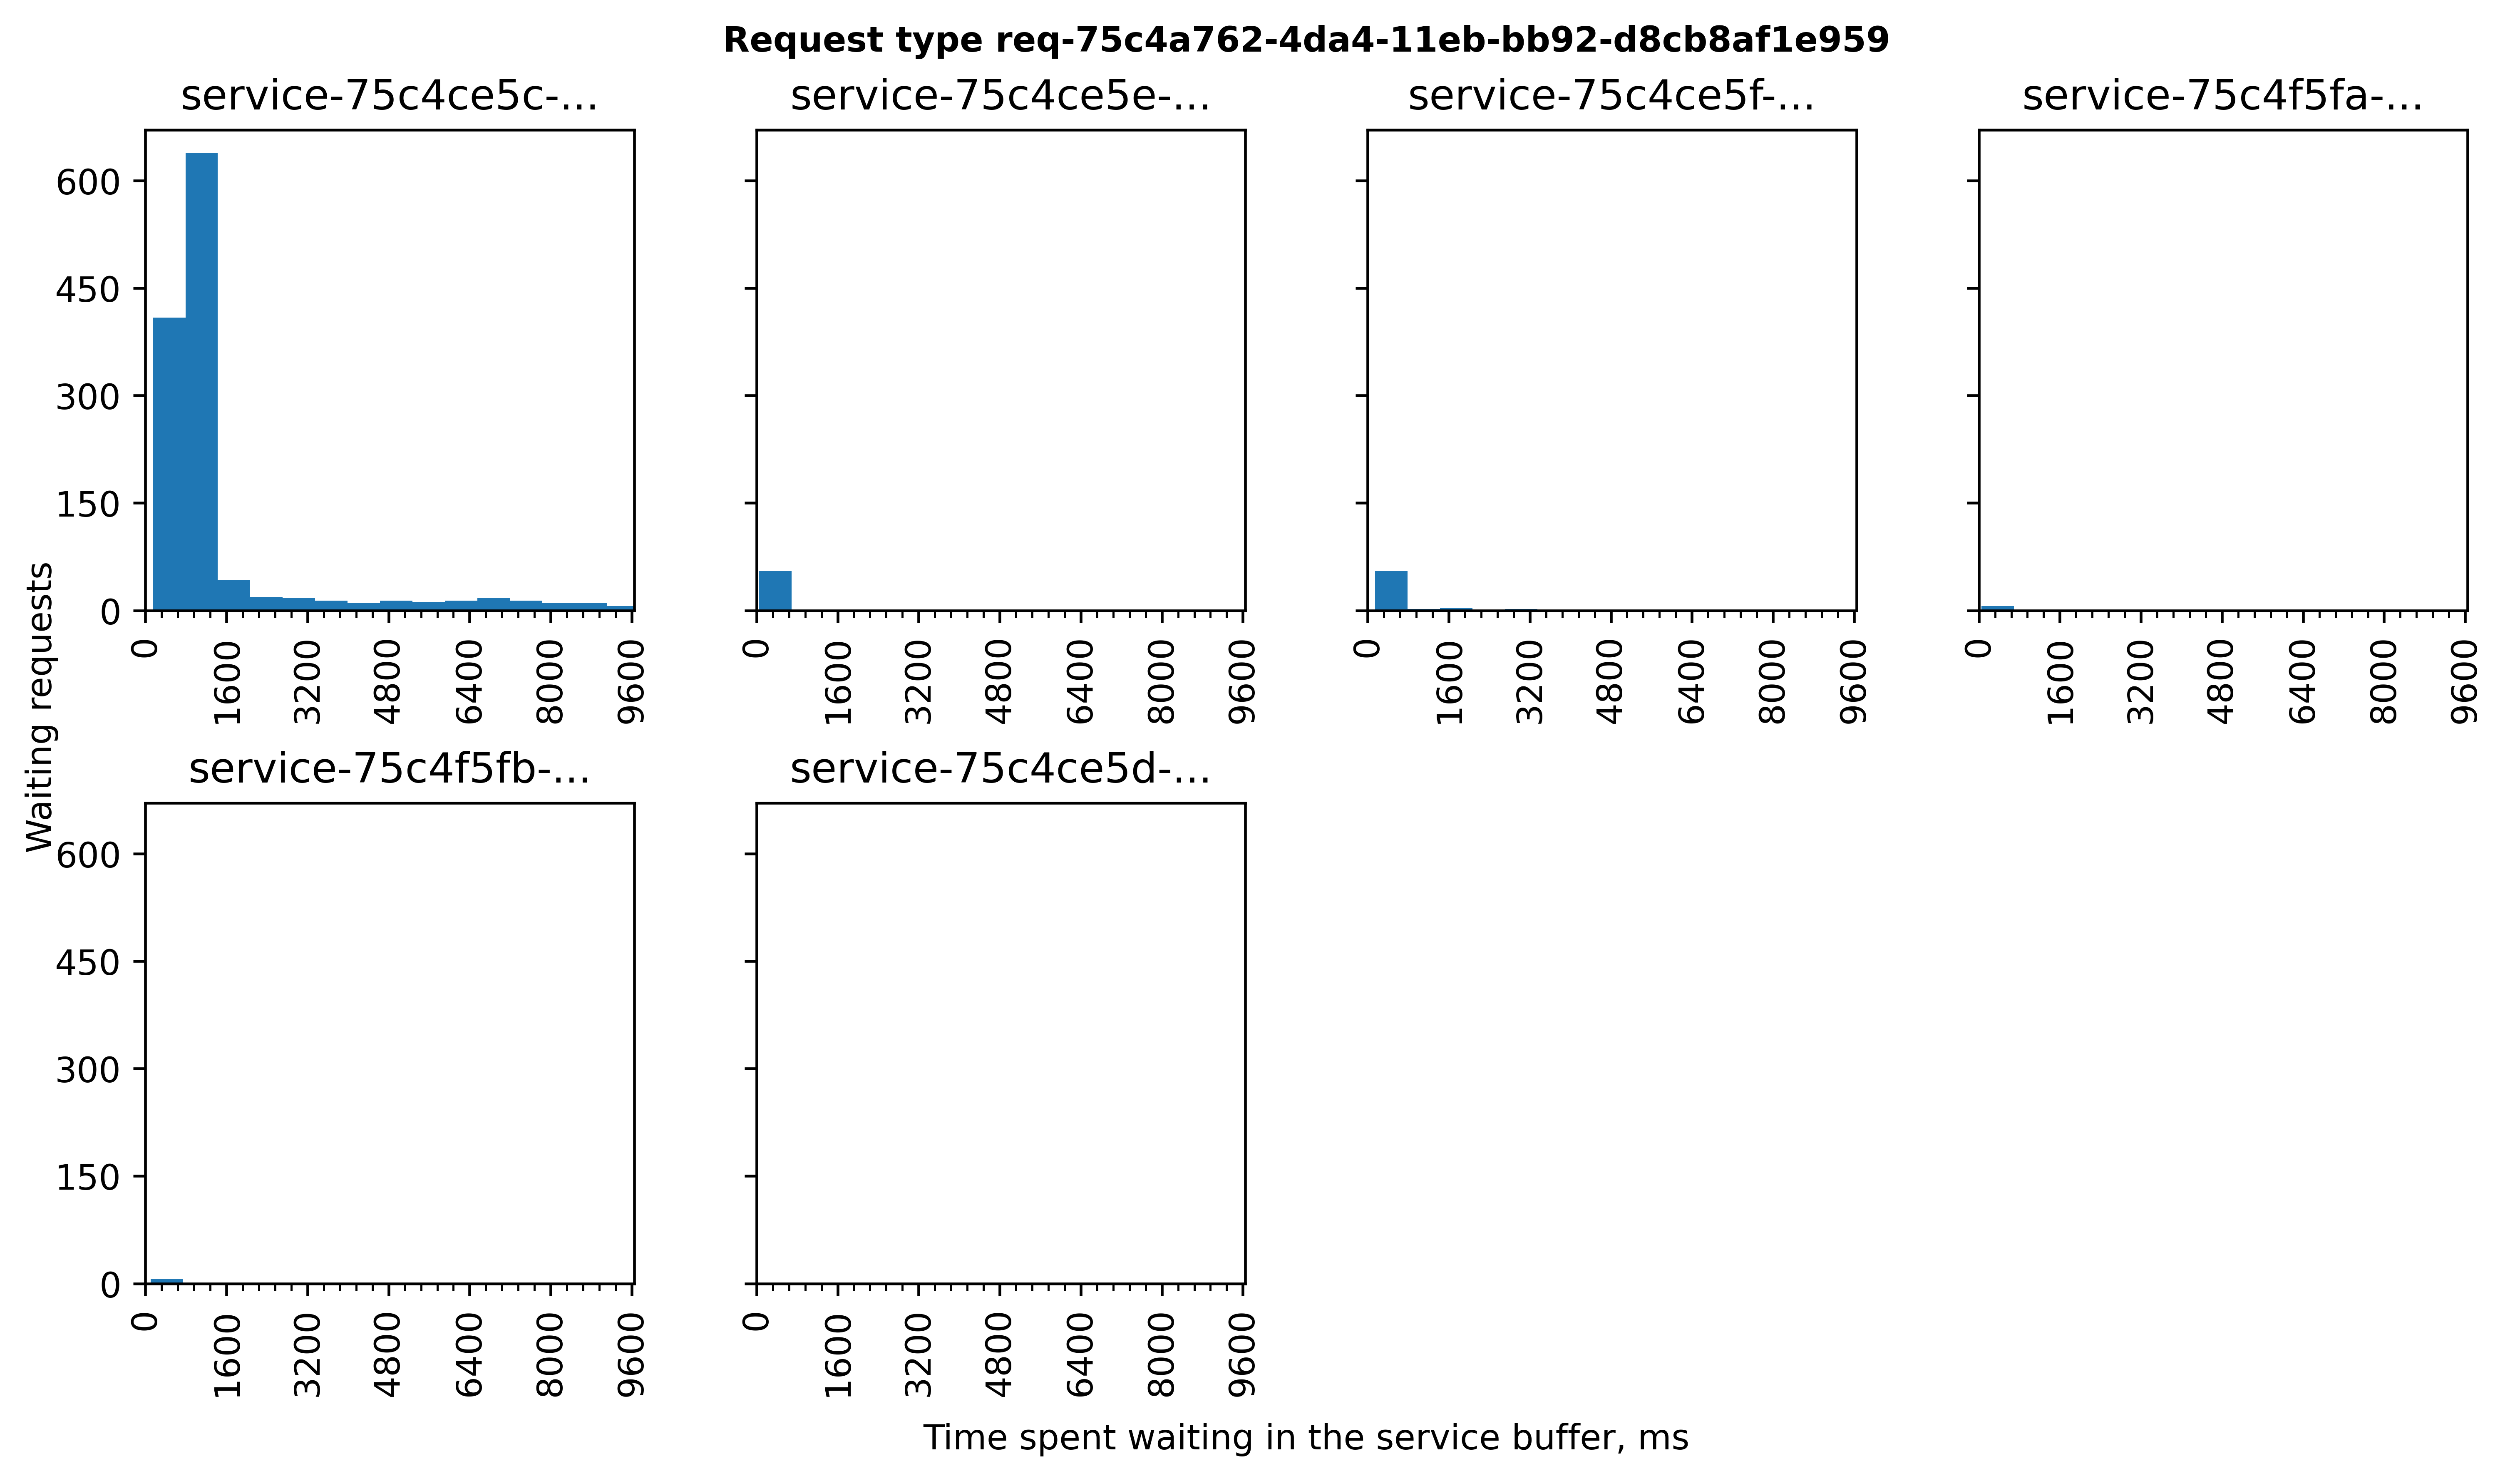 Request type req-75c4a762-4da4-11eb-bb92-d8cb8af1e959
service-75c4ce5c-...
service-75c4ce5e-...
service-75c4ce5f-...
service-75c4f5fa-...
600
450
300
150
0
0 1600 3200 4800 6400 8000 9600
0 1600 3200 4800 6400 8000 9600
0 1600 3200 4800 6400 8000 9600
0 1600 3200 4800 6400 8000 9600
Waiting requests
service-75c4f5fb-...
service-75c4ce5d-...
600
450
300
150
0
0 1600 3200 4800 6400 8000 9600
0 1600 3200 4800 6400 8000 9600
Time spent waiting in the service buffer, ms